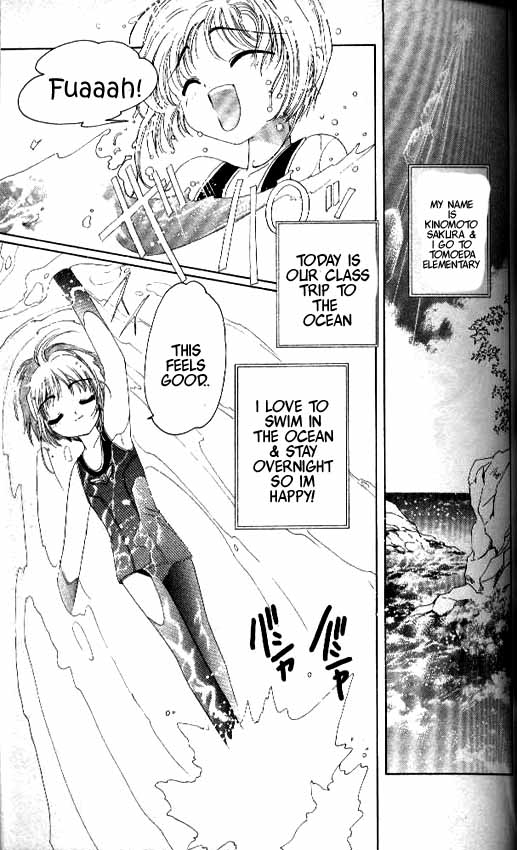 MY NAME
IS
KINOMOTO
SAKURA &
I GO TO
TOMOEDA
ELEMENTARY
Fuaaah!
TODAY IS
OUR CLASS
TRIP TO
THE
OCEAN
THIS
FEELS
GOOD.
I LOVE TO
SWIM IN
THE OCEAN
& STAY
OVERNIGHT
SO IM
HAPPY!
バシャ
バシャ